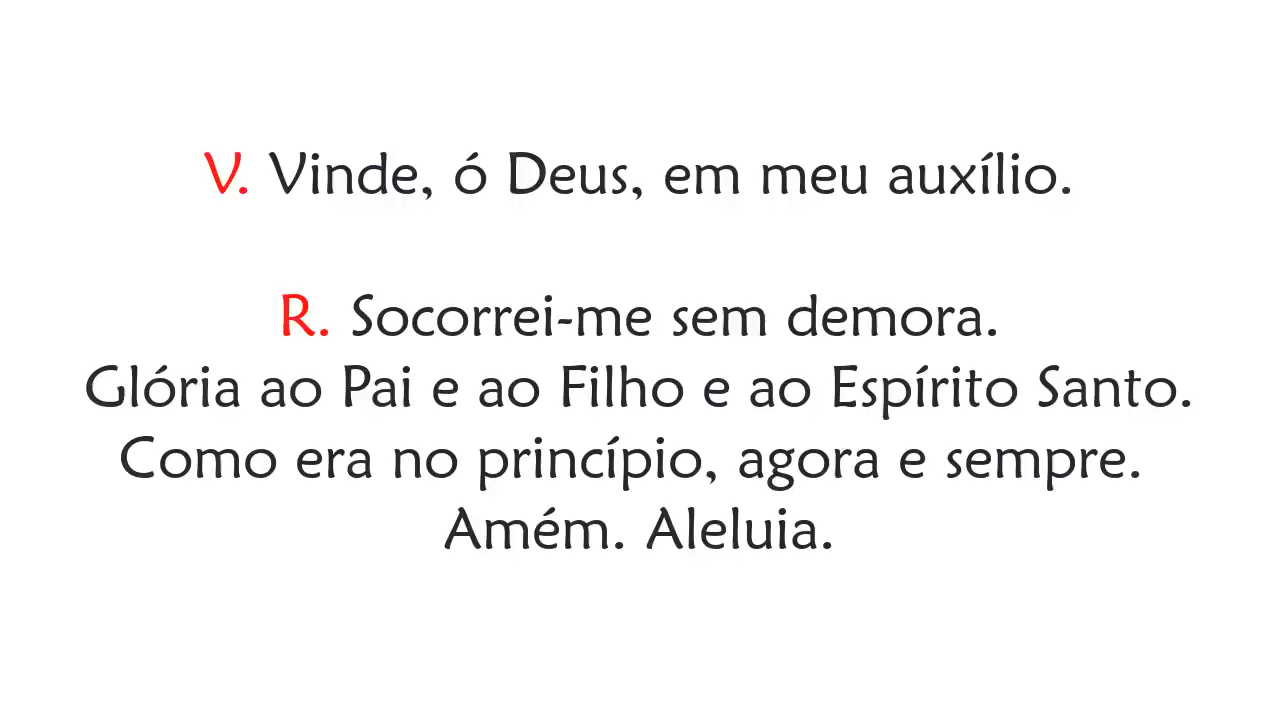 V. Vinde, ó Deus, em meu auxílio.
R. Socorrei-me sem demora.
Glória ao Pai e ao Filho e ao Espírito Santo.
Como era no princípio, agora e sempre.
Amém. Aleluia.